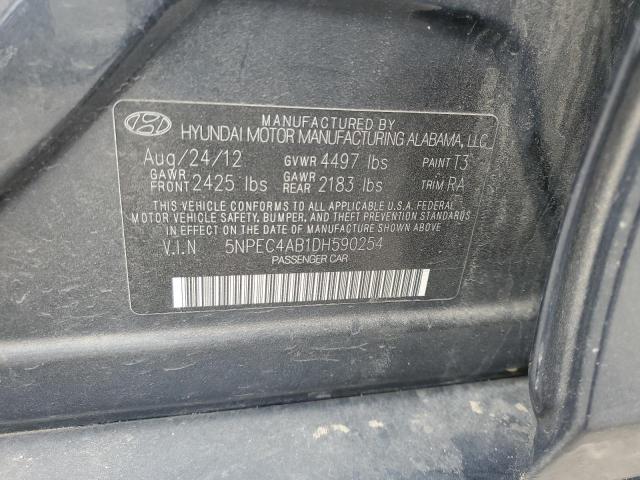 MANUFACTURED BY
HYUNDAI MOTOR MANUFACTURING ALABAMA, LLC
Aug/24/12 GVWR 4497 lbs PAINT T3
GAWR FRONT 2425 lbs GAWR REAR 2183 lbs TRIM RA
THIS VEHICLE CONFORMS TO ALL APPLICABLE U.S.A. FEDERAL
MOTOR VEHICLE SAFETY, BUMPER, AND THEFT PREVENTION STANDARDS
IN EFFECT ON THE DATE OF MANUFACTURE SHOWN ABOVE.
V.I.N 5NPEC4AB1DH590254
PASSENGER CAR